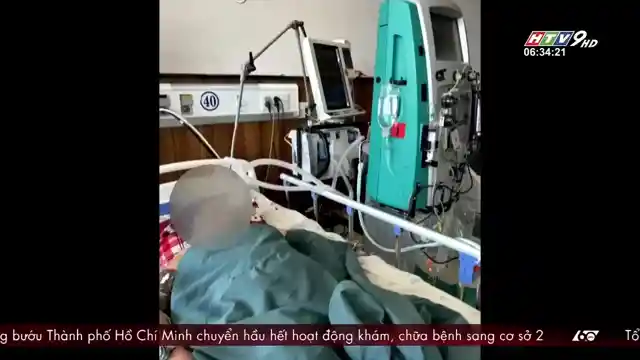 HTV9HD
06:34:21
40
g bướu Thành phố Hồ Chí Minh chuyển hầu hết hoạt động khám, chữa bệnh sang cơ sở 2
60
Tổ